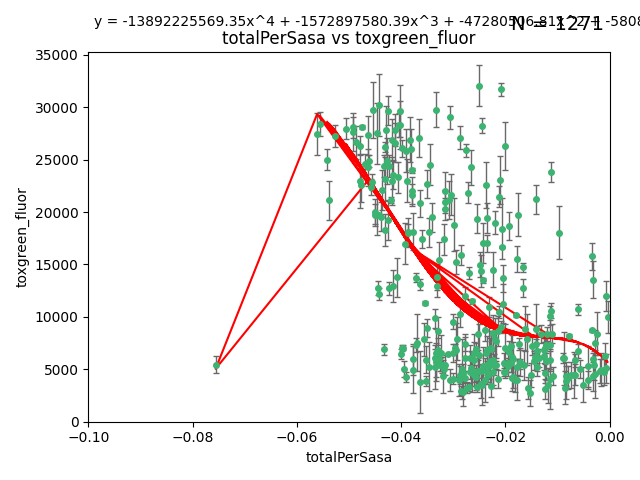 y = -13892225569.35x^4 + -1572897580.39x^3 +
N = 1271
totalPerSasa vs toxgreen_fluor
35000
30000
25000
20000
15000
10000
5000
0
toxgreen_fluor
−0.10 −0.08 −0.06 −0.04 −0.02 0.00
totalPerSasa